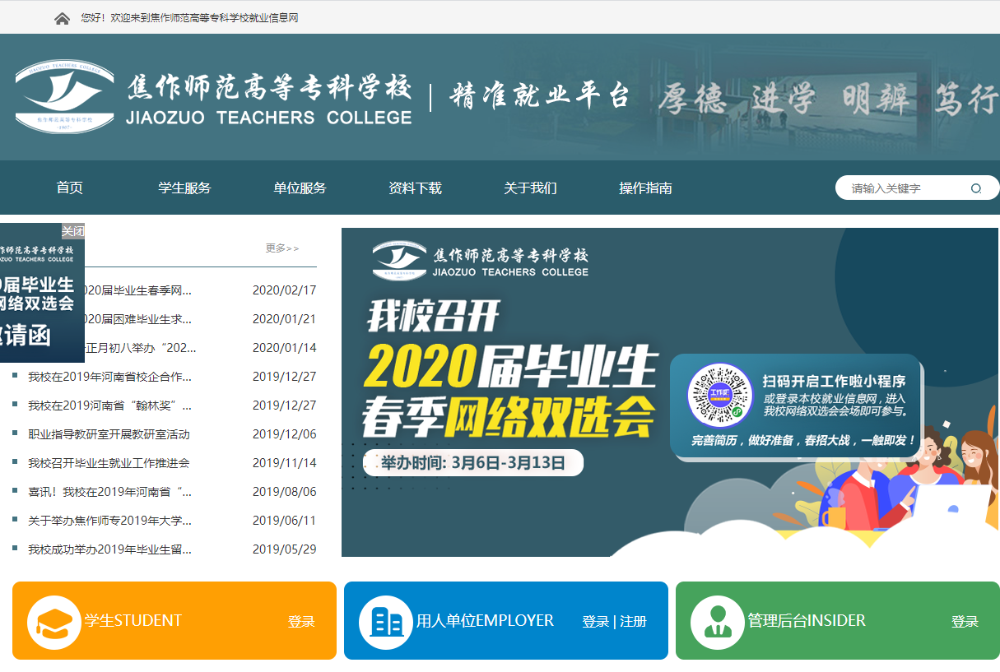 您好！欢迎来到焦作师范高等专科学校就业信息网
JIAOZUO TEACHERS COLLEGE
焦作师范高等专科学校
·1907·
焦作师范高等专科学校
JIAOZUO TEACHERS COLLEGE
精准就业平台
厚德 进学 明辨 笃行
首页 学生服务 单位服务 资料下载 关于我们 操作指南 请输入关键字
关闭
作师范高等专科学校
ZUO TEACHERS COLLEGE
届毕业生
网络双选会
邀请函
更多>>
020届毕业生春季网... 2020/02/17
020届困难毕业生求... 2020/01/21
正月初八举办“202... 2020/01/14
我校在2019年河南省校企合作... 2019/12/27
我校在2019河南省“翰林奖”... 2019/12/27
职业指导教研室开展教研室活动 2019/12/06
我校召开毕业生就业工作推进会 2019/11/14
喜讯！我校在2019年河南省“... 2019/08/06
关于举办焦作师专2019年大学... 2019/06/11
我校成功举办2019年毕业生留... 2019/05/29
焦作师范高等专科学校
JIAOZUO TEACHERS COLLEGE
我校召开
2020届毕业生
春季网络双选会
举办时间: 3月6日-3月13日
工作啦
扫码开启工作啦小程序
或登录本校就业信息网，进入
我校网络双选会会场即可参与。
完善简历，做好准备，春招大战，一触即发！
学生STUDENT 登录
用人单位EMPLOYER 登录 | 注册
管理后台INSIDER 登录